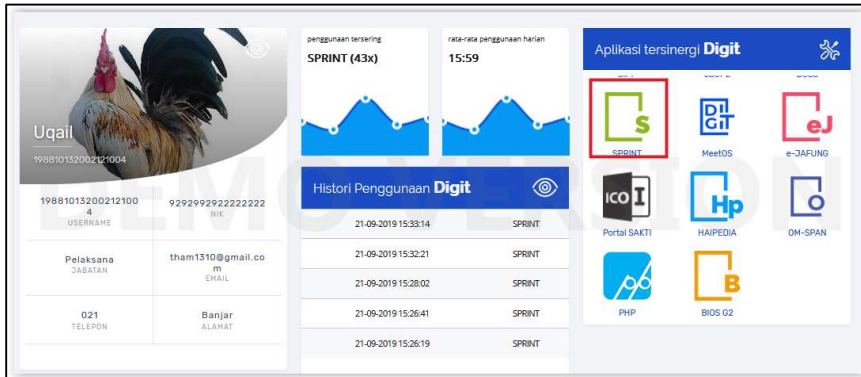 Uqail
198810132002121004
19881013200212100
4
USERNAME
9292992922222222
NIK
Pelaksana
JABATAN
tham1310@gmail.co
m
EMAIL
021
TELEPON
Banjar
ALAMAT
penggunaan tersering
SPRINT (43x)
rata-rata penggunaan harian
15:59
Histori Penggunaan Digit
21-09-2019 15:33:14 SPRINT
21-09-2019 15:32:21 SPRINT
21-09-2019 15:28:02 SPRINT
21-09-2019 15:26:41 SPRINT
21-09-2019 15:26:19 SPRINT
Aplikasi tersinergi Digit
S
SPRINT
DIGIT
MeetOS
eJ
e-JAFUNG
ICO I
Portal SAKTI
Hp
HAIPEDIA
O
OM-SPAN
php
PHP
B
BIOS G2
DEMO VERSION